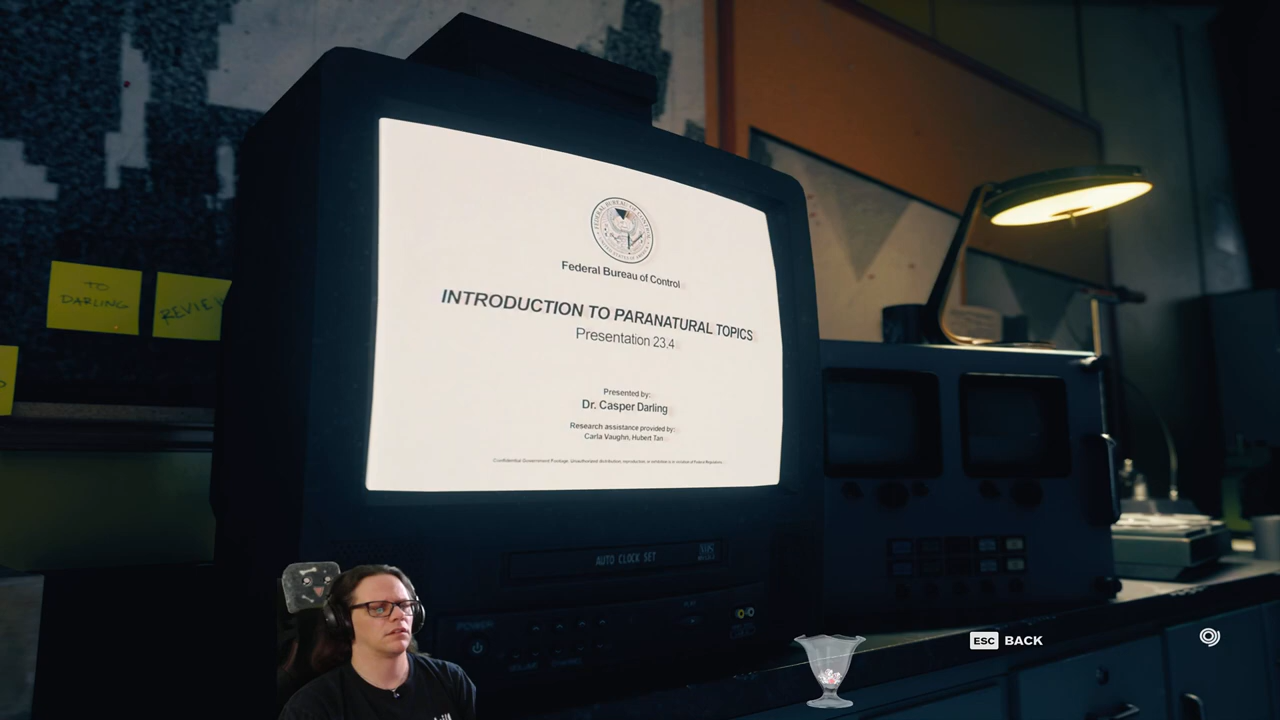 TO
DARLING
REVIEW
Federal Bureau of Control
INTRODUCTION TO PARANATURAL TOPICS
Presentation 23.4
Presented by:
Dr. Casper Darling
Research assistance provided by:
Carla Vaughn, Hubert Tan
AUTO CLOCK SET
VHS
POWER
ESC BACK